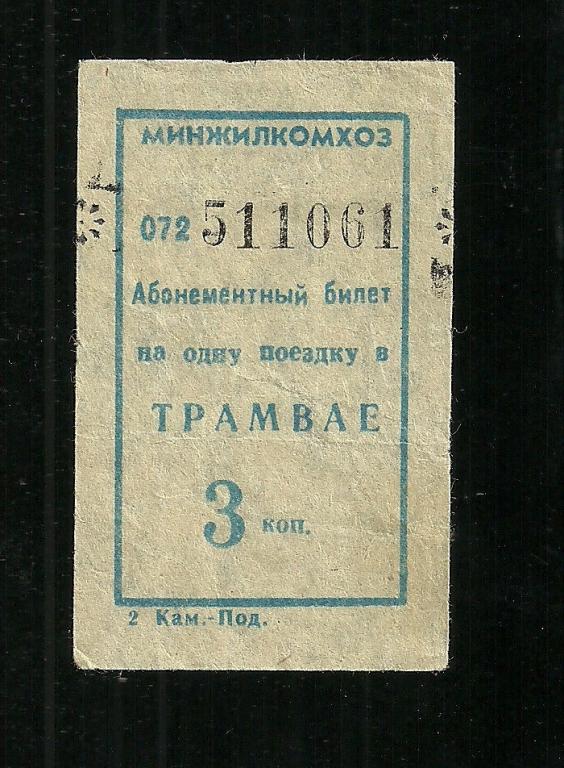 МИНЖИЛКОМХОЗ
072 511061
Абонементный билет
на одну поездку в
ТРАМВАЕ
3 коп.
2 Кам.-Под.